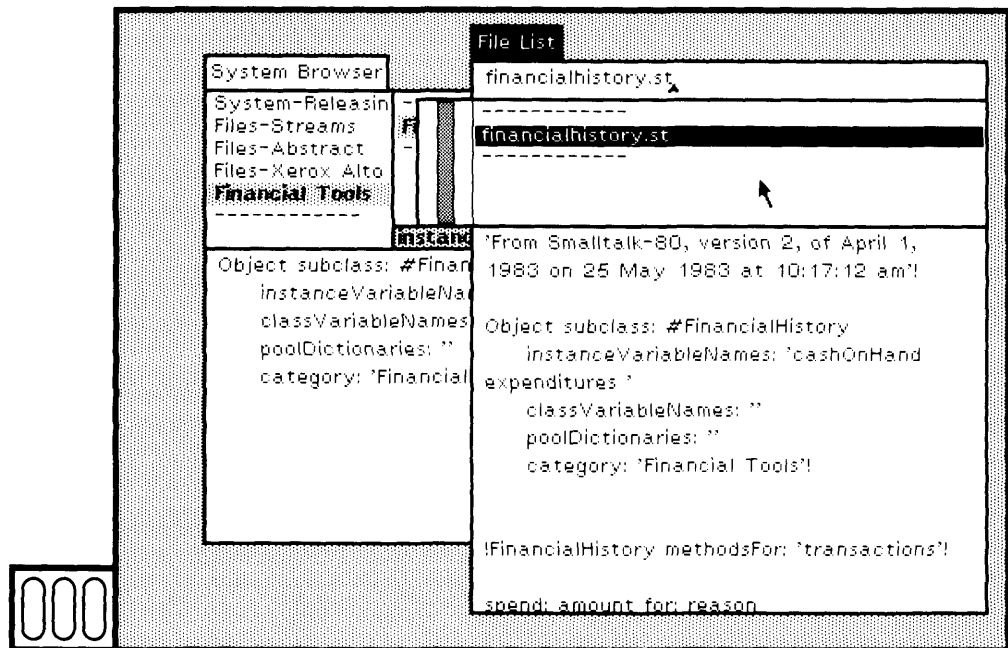 File List
System Browser
financialhistory.st
System-Releasin
Files-Streams
Files-Abstract
Files-Xerox Alto
Financial Tools
-------------
-------------
financialhistory.st
-------------
Object subclass: #Finan
instanceVariableNa
classVariableNames
poolDictionaries: ''
category: 'Financial
'From Smalltalk-80, version 2, of April 1,
1983 on 25 May 1983 at 10:17:12 am'!
Object subclass: #FinancialHistory
instanceVariableNames: 'cashOnHand
expenditures '
classVariableNames: ''
poolDictionaries: ''
category: 'Financial Tools'!
!FinancialHistory methodsFor: 'transactions'!
spend: amount for: reason